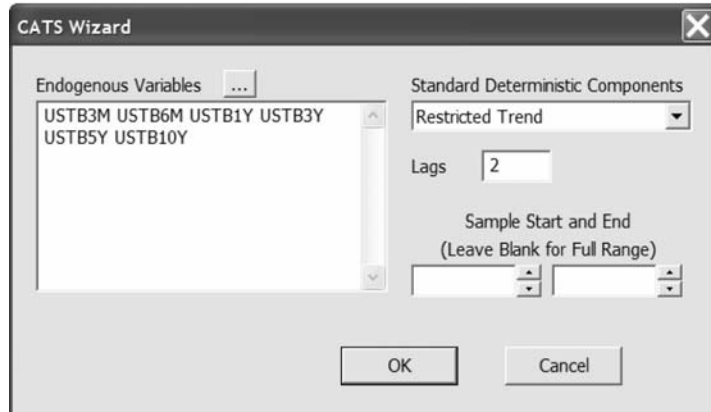 CATS Wizard
Endogenous Variables ...
USTB3M USTB6M USTB1Y USTB3Y
USTB5Y USTB10Y
Standard Deterministic Components
Restricted Trend
Lags 2
Sample Start and End
(Leave Blank for Full Range)
OK Cancel